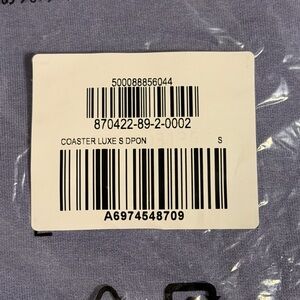 500088856044
870422-89-2-0002
COASTER LUXE S DPON S
A6974548709